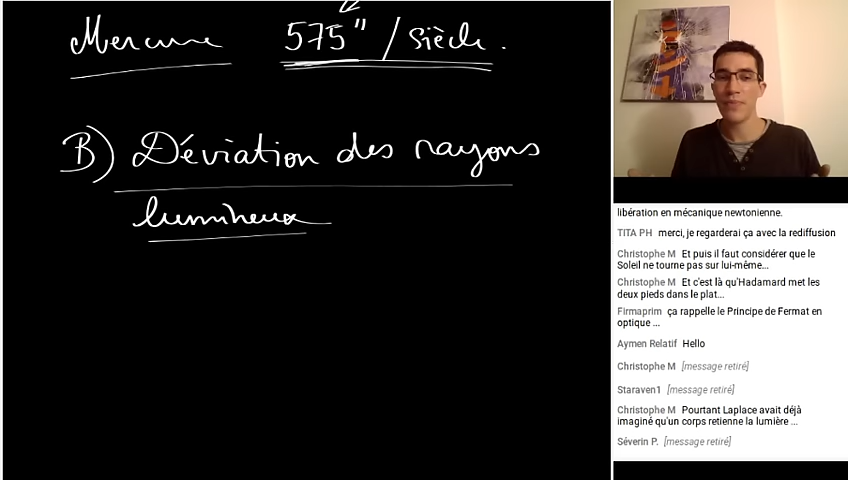 Mercure 575" / siècle.
B) Déviation des rayons
lumineux
libération en mécanique newtonienne.
TITA PH merci, je regarderai ça avec la rediffusion
Christophe M Et puis il faut considérer que le
Soleil ne tourne pas sur lui-même...
Christophe M Et c'est là qu'Hadamard met les
deux pieds dans le plat...
Firmaprim ça rappelle le Principe de Fermat en
optique ...
Aymen Relatif Hello
Christophe M [message retiré]
Staraven1 [message retiré]
Christophe M Pourtant Laplace avait déjà
imaginé qu'un corps retienne la lumière ...
Séverin P. [message retiré]